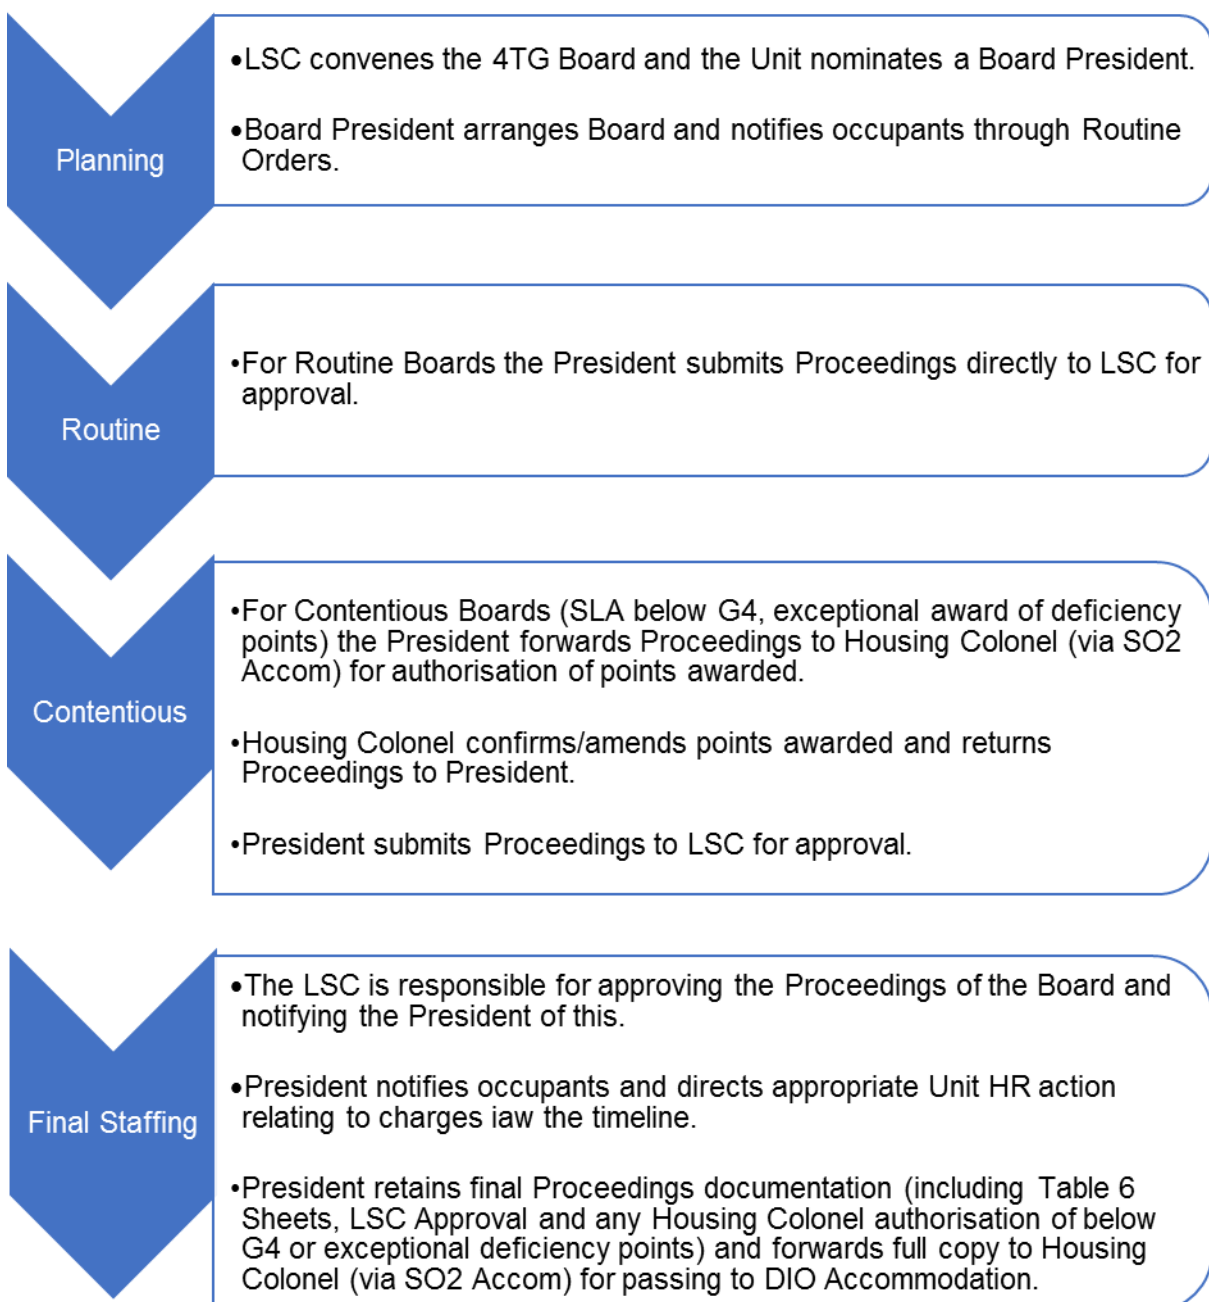 Planning
•LSC convenes the 4TG Board and the Unit nominates a Board President.
•Board President arranges Board and notifies occupants through Routine
Orders.
Routine
•For Routine Boards the President submits Proceedings directly to LSC for
approval.
Contentious
•For Contentious Boards (SLA below G4, exceptional award of deficiency
points) the President forwards Proceedings to Housing Colonel (via SO2
Accom) for authorisation of points awarded.
•Housing Colonel confirms/amends points awarded and returns
Proceedings to President.
•President submits Proceedings to LSC for approval.
Final Staffing
•The LSC is responsible for approving the Proceedings of the Board and
notifying the President of this.
•President notifies occupants and directs appropriate Unit HR action
relating to charges iaw the timeline.
•President retains final Proceedings documentation (including Table 6
Sheets, LSC Approval and any Housing Colonel authorisation of below
G4 or exceptional deficiency points) and forwards full copy to Housing
Colonel (via SO2 Accom) for passing to DIO Accommodation.